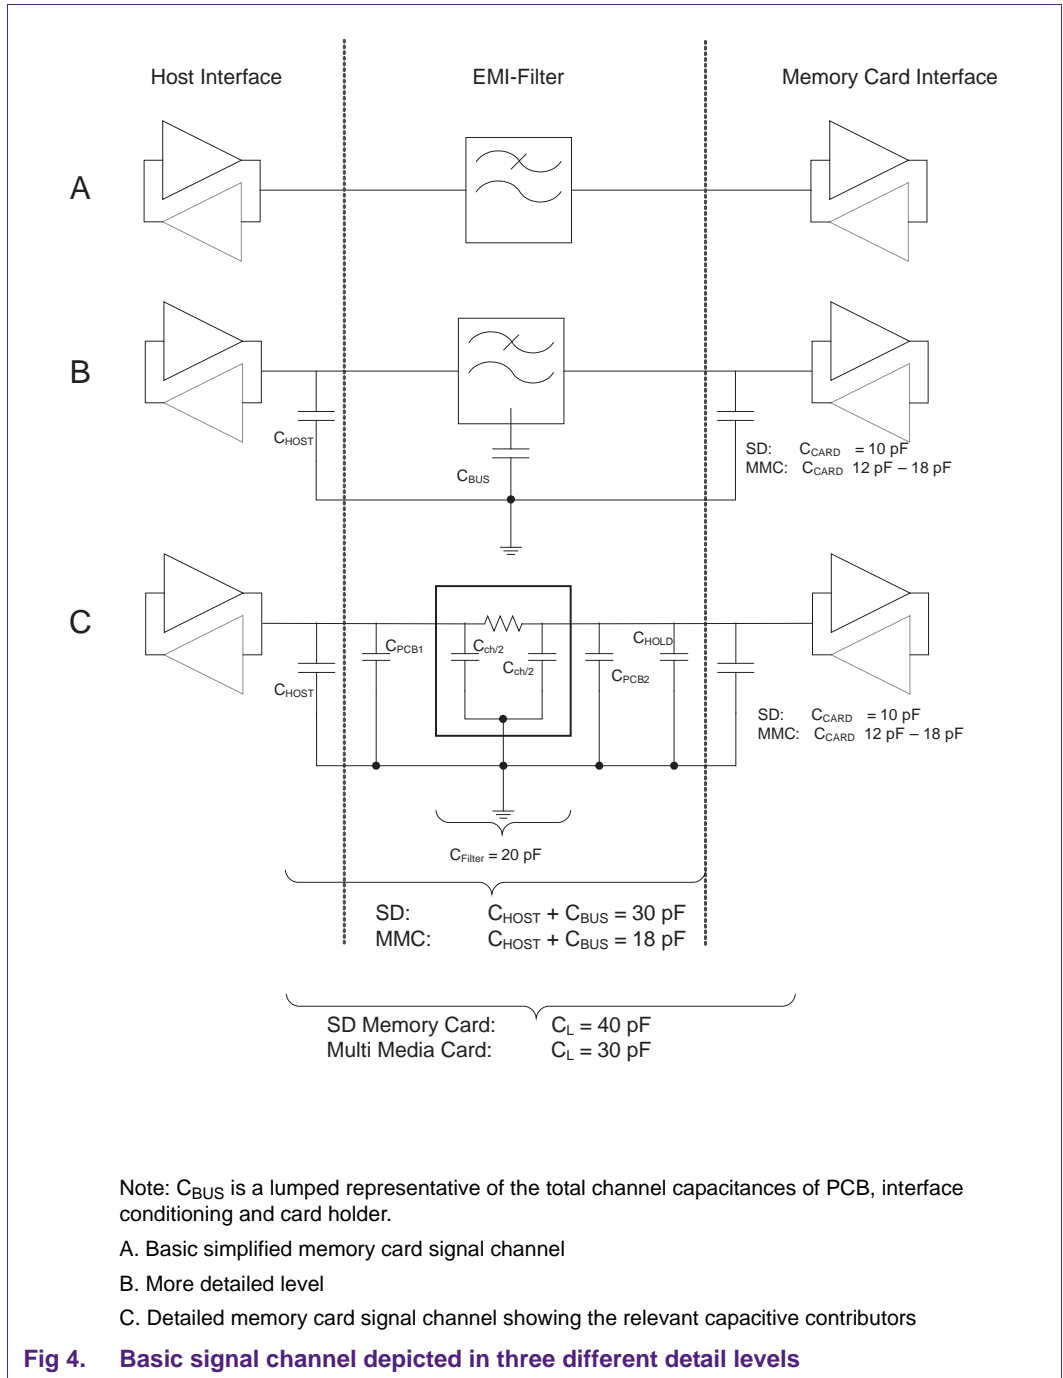 Host Interface EMI-Filter Memory Card Interface
A
B
CHOST
CBUS
SD: CCARD = 10 pF
MMC: CCARD 12 pF – 18 pF
C
CHOST
CPCB1
Cch/2
Cch/2
CPCB2
CHOLD
SD: CCARD = 10 pF
MMC: CCARD 12 pF – 18 pF
CFilter = 20 pF
SD: CHOST + CBUS = 30 pF
MMC: CHOST + CBUS = 18 pF
SD Memory Card: CL = 40 pF
Multi Media Card: CL = 30 pF
Note: CBUS is a lumped representative of the total channel capacitances of PCB, interface
conditioning and card holder.
A. Basic simplified memory card signal channel
B. More detailed level
C. Detailed memory card signal channel showing the relevant capacitive contributors
Fig 4. Basic signal channel depicted in three different detail levels